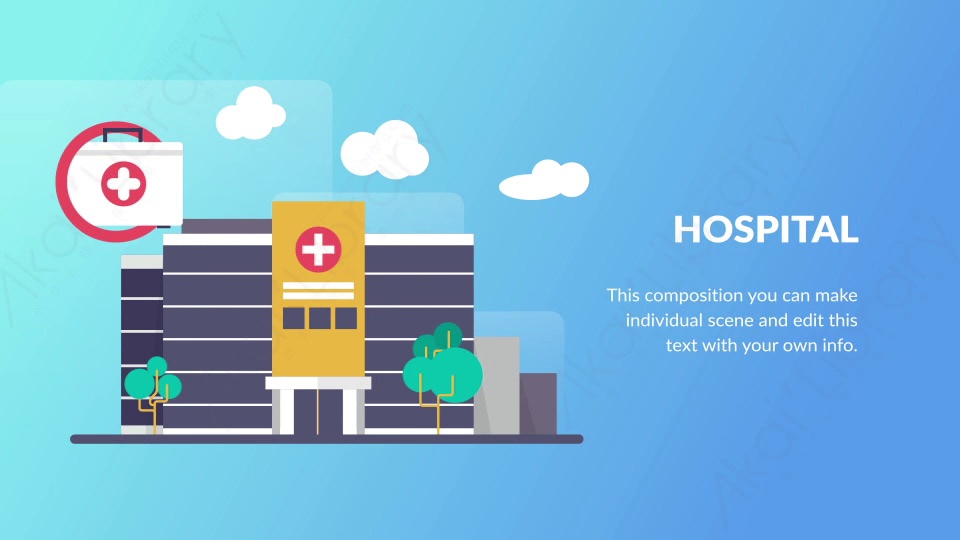 HOSPITAL
This composition you can make
individual scene and edit this
text with your own info.